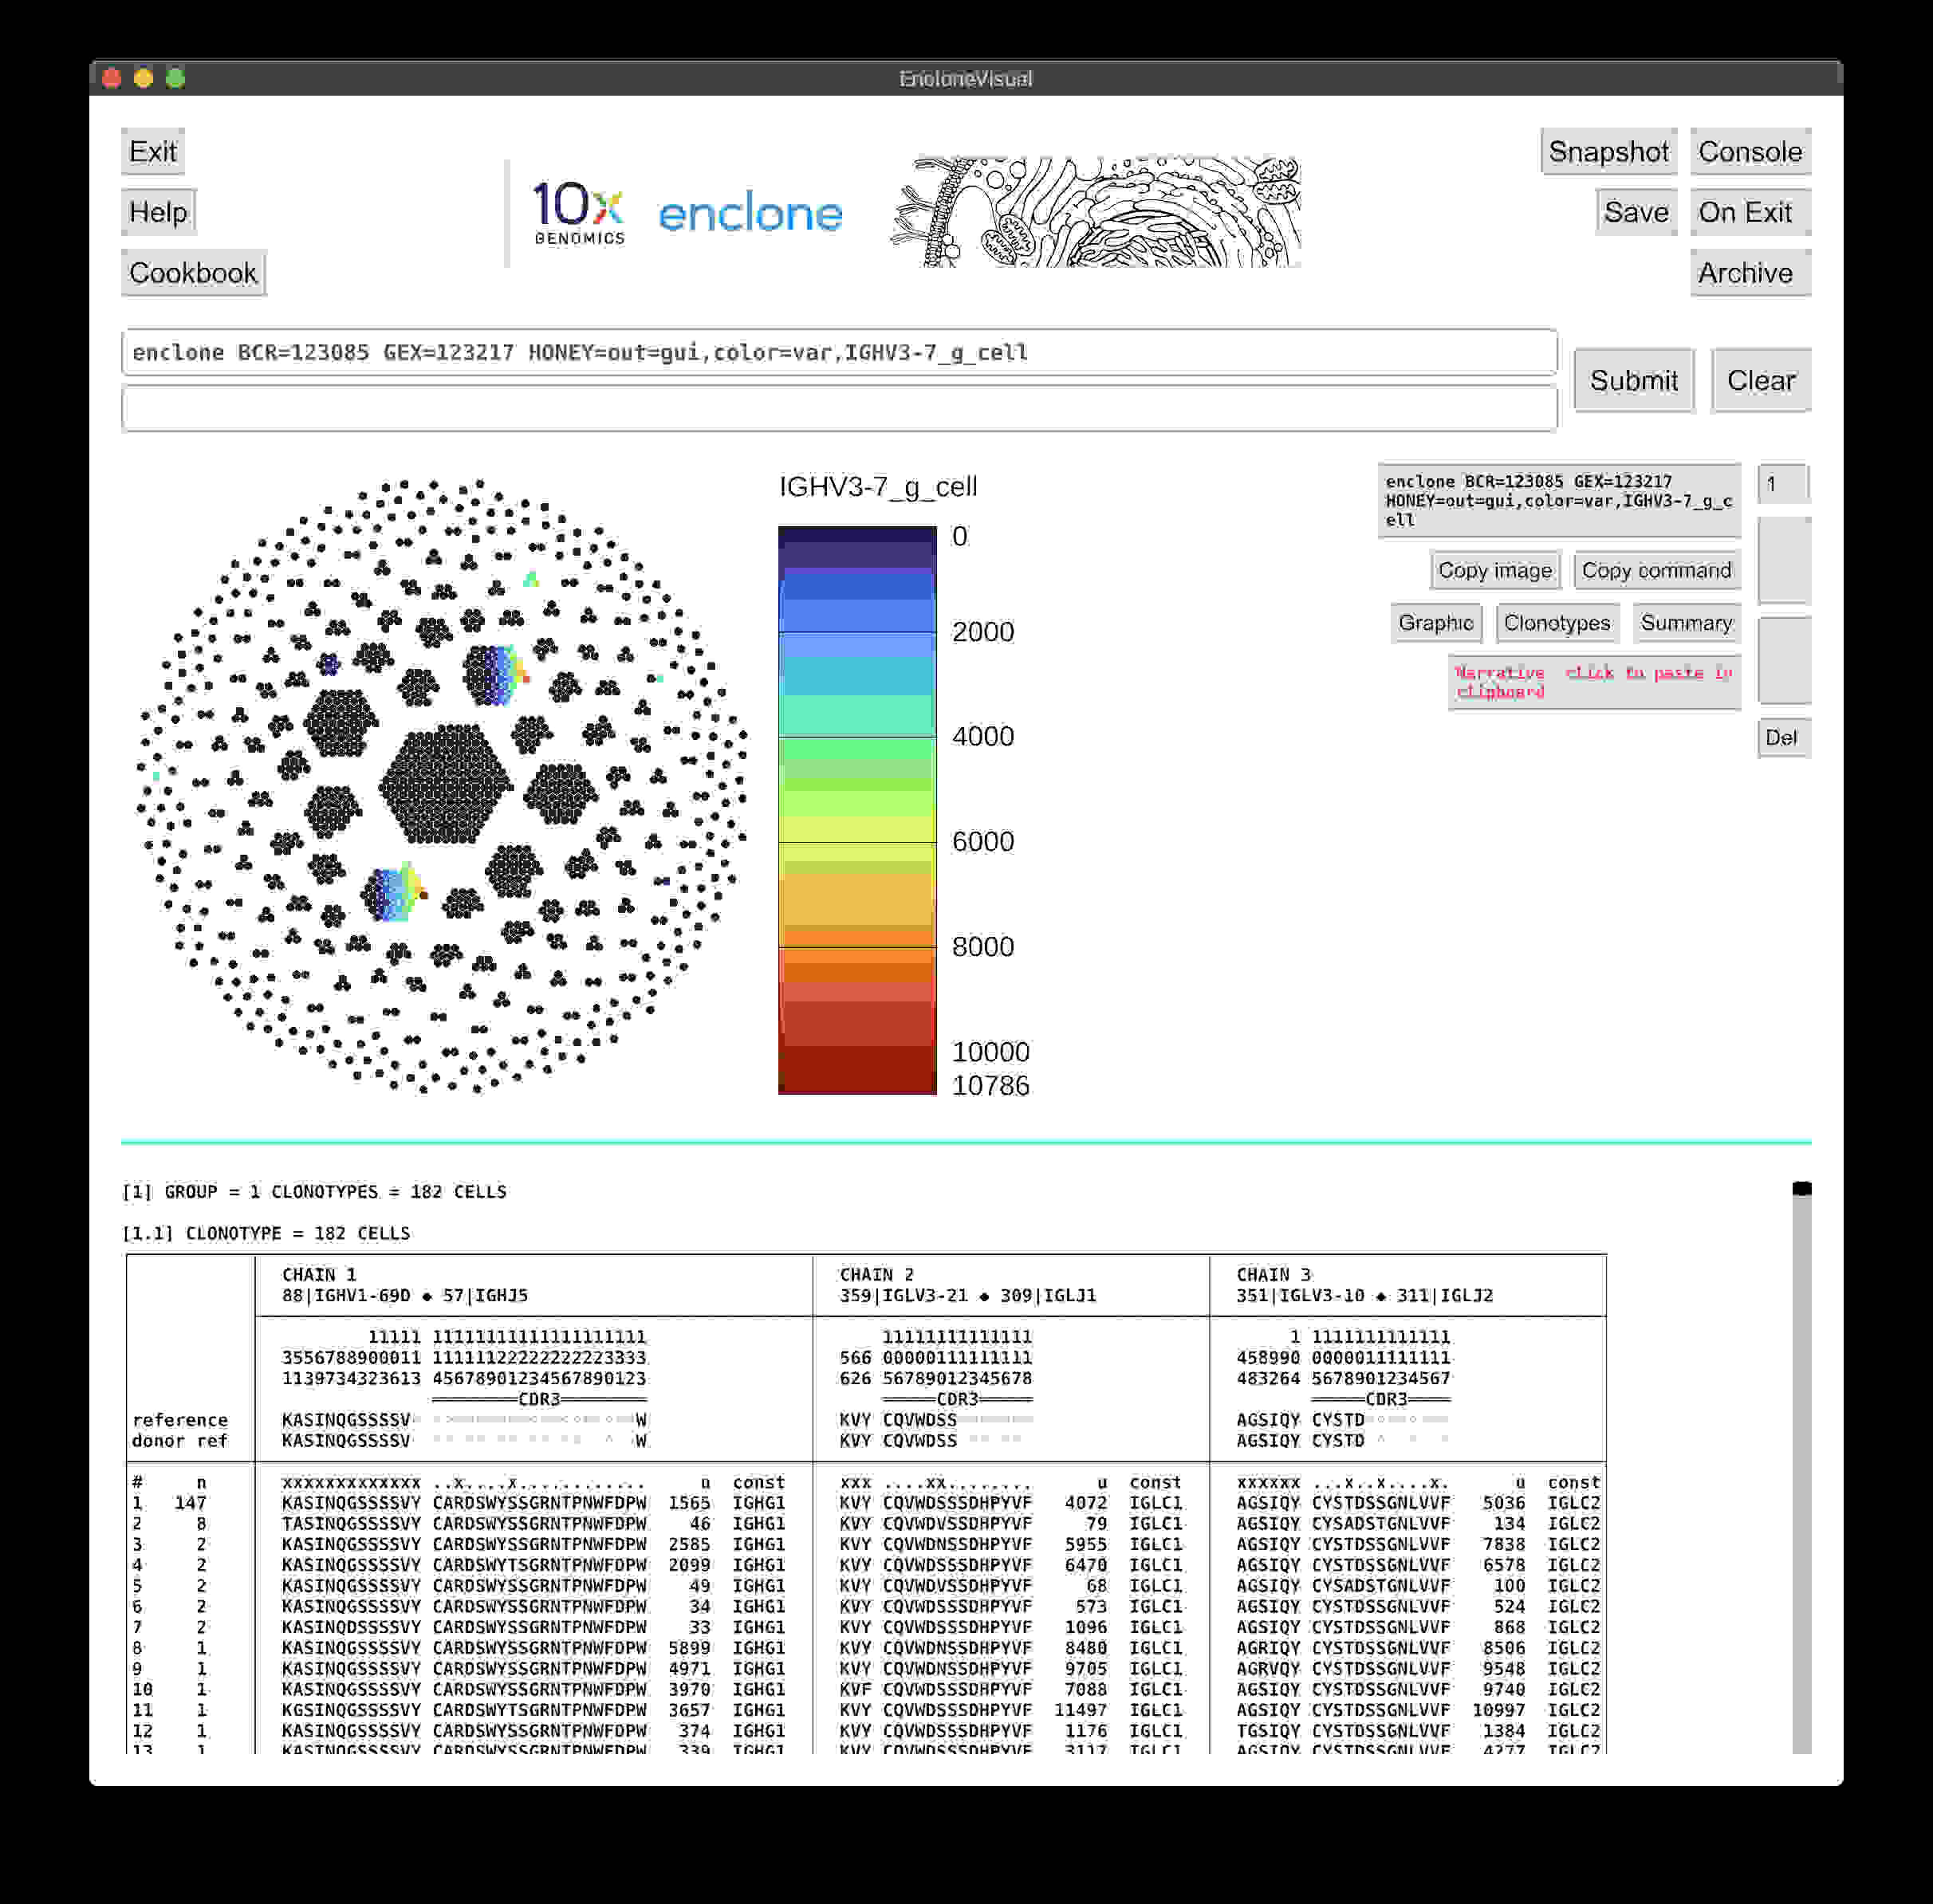 EncloneVisual
Exit
Help
Cookbook
10x
GENOMICS
enclone
Snapshot Console
Save On Exit
Archive
enclone BCR=123085 GEX=123217 HONEY=out=gui,color=var,IGHV3-7_g_cell
Submit Clear
IGHV3-7_g_cell
0
2000
4000
6000
8000
10000
10786
enclone BCR=123085 GEX=123217
HONEY=out=gui,color=var,IGHV3-7_g_c
ell
1
Copy image Copy command
Graphic Clonotypes Summary
Narrative click to paste in
clipboard
Del
[1] GROUP = 1 CLONOTYPES = 182 CELLS
[1.1] CLONOTYPE = 182 CELLS
CHAIN 1 CHAIN 2 CHAIN 3
88|IGHV1-69D ◆ 57|IGHJ5 359|IGLV3-21 ◆ 309|IGLJ1 351|IGLV3-10 ◆ 311|IGLJ2
11111 11111111111111111111 11111111111111 1 1111111111111
3556788900011 11111122222222223333 566 00000111111111 458990 0000011111111
1139734323613 45678901234567890123 626 56789012345678 483264 5678901234567
CDR3 CDR3 CDR3
reference KASINQGSSSSV W KVY CQVWDSS AGSIQY CYSTD
donor ref KASINQGSSSSV W KVY CQVWDSS AGSIQY CYSTD
# n xxxxxxxxxxxxx ..x....x............ u const xxx ....xx........ u const xxxxxx ...x..x....x. u const
1 147 KASINQGSSSSVY CARDSWYSSGRNTPNWFDPW 1565 IGHG1 KVY CQVWDSSSDHPYVF 4072 IGLC1 AGSIQY CYSTDSSGNLVVF 5036 IGLC2
2 8 TASINQGSSSSVY CARDSWYSSGRNTPNWFDPW 46 IGHG1 KVY CQVWDVSSDHPYVF 79 IGLC1 AGSIQY CYSADSTGNLVVF 134 IGLC2
3 2 KASINQGSSSSVY CARDSWYSSGRNTPNWFDPW 2585 IGHG1 KVY CQVWDNSSDHPYVF 5955 IGLC1 AGSIQY CYSTDSSGNLVVF 7838 IGLC2
4 2 KASINQGSSSSVY CARDSWYTSGRNTPNWFDPW 2099 IGHG1 KVY CQVWDSSSDHPYVF 6470 IGLC1 AGSIQY CYSTDSSGNLVVF 6578 IGLC2
5 2 KASINQGSSSSVY CARDSWYSSGRNTPNWFDPW 49 IGHG1 KVY CQVWDVSSDHPYVF 68 IGLC1 AGSIQY CYSADSTGNLVVF 100 IGLC2
6 2 KASINQGSSSSVY CARDSWYSSGRNTPNWFDPW 34 IGHG1 KVY CQVWDSSSDHPYVF 573 IGLC1 AGSIQY CYSTDSSGNLVVF 524 IGLC2
7 2 KASINQDSSSSVY CARDSWYSSGRNTPNWFDPW 33 IGHG1 KVY CQVWDSSSDHPYVF 1096 IGLC1 AGSIQY CYSTDSSGNLVVF 868 IGLC2
8 1 KASINQGSSSSVY CARDSWYSSGRNTPNWFDPW 5899 IGHG1 KVY CQVWDNSSDHPYVF 8480 IGLC1 AGRIQY CYSTDSSGNLVVF 8506 IGLC2
9 1 KASINQGSSSSVY CARDSWYSSGRNTPNWFDPW 4971 IGHG1 KVY CQVWDNSSDHPYVF 9705 IGLC1 AGRVQY CYSTDSSGNLVVF 9548 IGLC2
10 1 KASINQGSSSSVY CARDSWYSSGRNTPNWFDPW 3970 IGHG1 KVF CQVWDSSSDHPYVF 7088 IGLC1 AGSIQY CYSTDSSGNLVVF 9740 IGLC2
11 1 KGSINQGSSSSVY CARDSWYTSGRNTPNWFDPW 3657 IGHG1 KVY CQVWDSSSDHPYVF 11497 IGLC1 AGSIQY CYSTDSSGNLVVF 10997 IGLC2
12 1 KASINQGSSSSVY CARDSWYSSGRNTPNWFDPW 374 IGHG1 KVY CQVWDSSSDHPYVF 1176 IGLC1 TGSIQY CYSTDSSGNLVVF 1384 IGLC2
13 1 KASINQGSSSSVY CARDSWYSSGRNTPNWFDPW 339 IGHG1 KVY CQVWDSSSDHPYVF 3117 IGLC1 AGSIQY CYSTDSSGNLVVF 4277 IGLC2